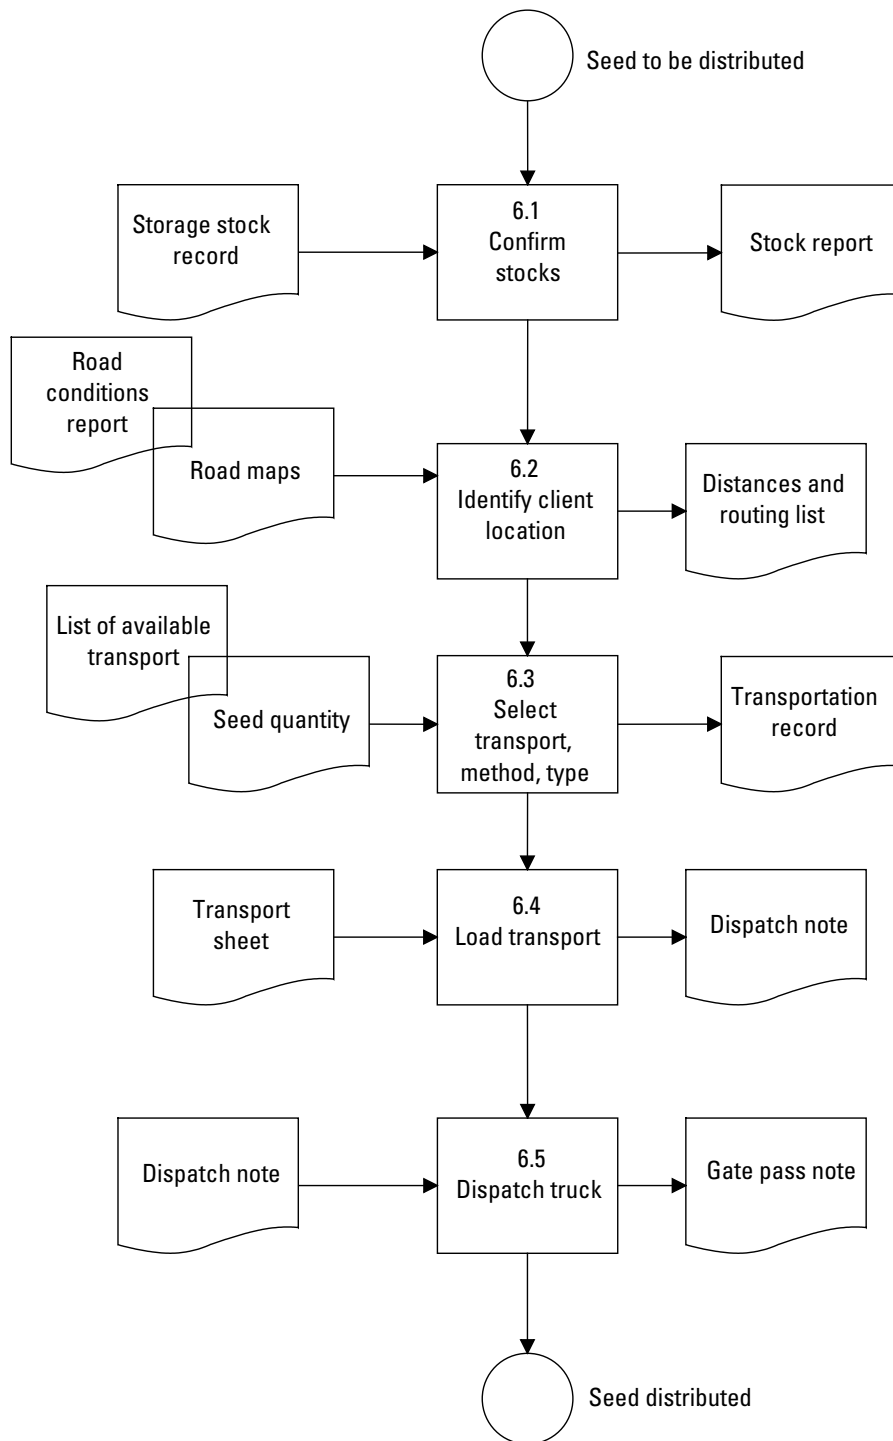 Seed to be distributed
Storage stock
record
6.1
Confirm
stocks
Stock report
Road
conditions
report
Road maps
6.2
Identify client
location
Distances and
routing list
List of available
transport
Seed quantity
6.3
Select
transport,
method, type
Transportation
record
Transport
sheet
6.4
Load transport
Dispatch note
Dispatch note
6.5
Dispatch truck
Gate pass note
Seed distributed